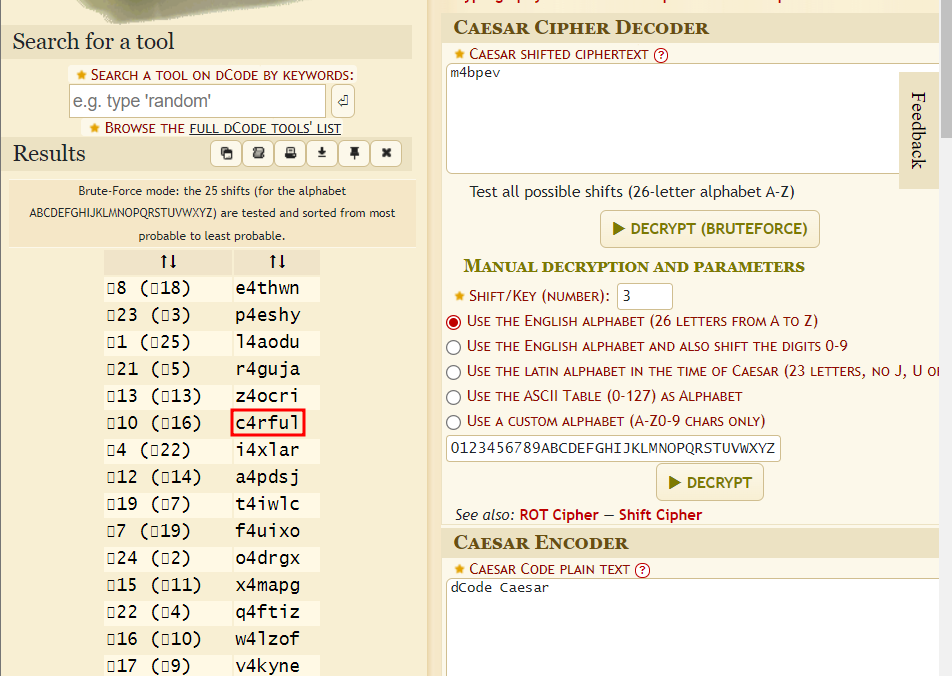 Search for a tool
★ SEARCH A TOOL ON DCODE BY KEYWORDS:
e.g. type 'random'
★ BROWSE THE FULL DCODE TOOLS' LIST
Results
Brute-Force mode: the 25 shifts (for the alphabet
ABCDEFGHIJKLMNOPQRSTUVWXYZ) are tested and sorted from most
probable to least probable.
↑↓ ↑↓
▯8 (▯18) e4thwn
▯23 (▯3) p4eshy
▯1 (▯25) l4aodu
▯21 (▯5) r4guja
▯13 (▯13) z4ocri
▯10 (▯16) c4rful
▯4 (▯22) i4xlar
▯12 (▯14) a4pdsj
▯19 (▯7) t4iwlc
▯7 (▯19) f4uixo
▯24 (▯2) o4drgx
▯15 (▯11) x4mapg
▯22 (▯4) q4ftiz
▯16 (▯10) w4lzof
▯17 (▯9) v4kyne
CAESAR CIPHER DECODER
★ CAESAR SHIFTED CIPHERTEXT ?
m4bpev
Test all possible shifts (26-letter alphabet A-Z)
▶ DECRYPT (BRUTEFORCE)
MANUAL DECRYPTION AND PARAMETERS
★ SHIFT/KEY (NUMBER): 3
USE THE ENGLISH ALPHABET (26 LETTERS FROM A TO Z)
USE THE ENGLISH ALPHABET AND ALSO SHIFT THE DIGITS 0-9
USE THE LATIN ALPHABET IN THE TIME OF CAESAR (23 LETTERS, NO J, U O
USE THE ASCII TABLE (0-127) AS ALPHABET
USE A CUSTOM ALPHABET (A-Z0-9 CHARS ONLY)
0123456789ABCDEFGHIJKLMNOPQRSTUVWXYZ
▶ DECRYPT
See also: ROT Cipher — Shift Cipher
CAESAR ENCODER
★ CAESAR CODE PLAIN TEXT ?
dCode Caesar
Feedback